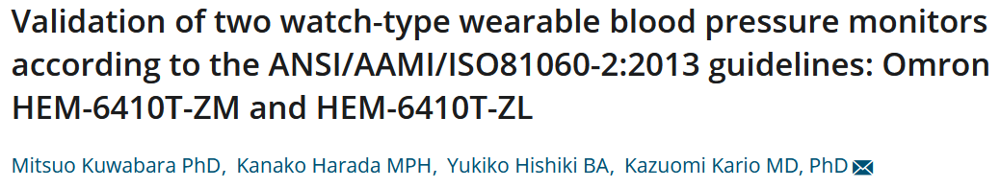 Validation of two watch-type wearable blood pressure monitors
according to the ANSI/AAMI/ISO81060-2:2013 guidelines: Omron
HEM-6410T-ZM and HEM-6410T-ZL
Mitsuo Kuwabara PhD, Kanako Harada MPH, Yukiko Hishiki BA, Kazuomi Kario MD, PhD